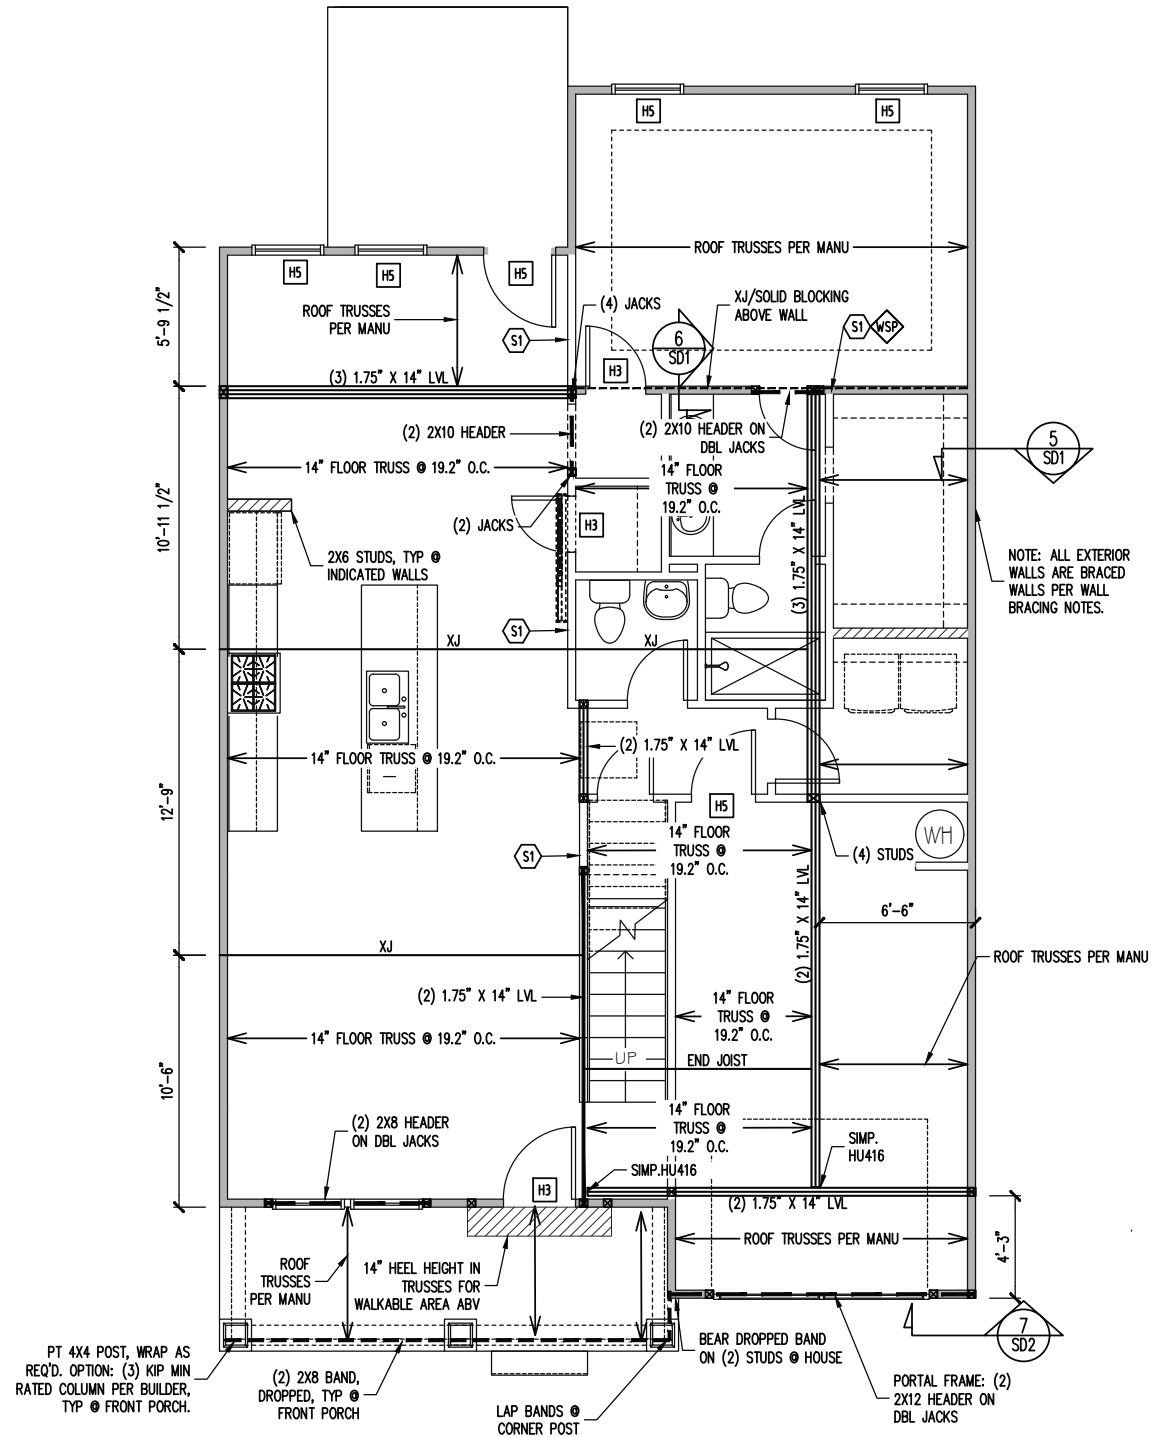 H5
H5
ROOF TRUSSES PER MANU
H5
H5
H5
5'-9 1/2"
ROOF TRUSSES
PER MANU
(4) JACKS
XJ/SOLID BLOCKING
ABOVE WALL
S1
6
SD1
S1
WSP
H3
(3) 1.75" X 14" LVL
(2) 2X10 HEADER
(2) 2X10 HEADER ON
DBL JACKS
5
SD1
14" FLOOR TRUSS @ 19.2" O.C.
14" FLOOR
TRUSS @
19.2" O.C.
10'-11 1/2"
(2) JACKS
H3
(3) 1.75" X 14" LVL
2X6 STUDS, TYP @
INDICATED WALLS
NOTE: ALL EXTERIOR
WALLS ARE BRACED
WALLS PER WALL
BRACING NOTES.
S1
XJ
XJ
(2) 1.75" X 14" LVL
14" FLOOR TRUSS @ 19.2" O.C.
12'-9"
H5
14" FLOOR
TRUSS @
19.2" O.C.
WH
S1
(4) STUDS
(2) 1.75" X 14" LVL
6'-6"
XJ
ROOF TRUSSES PER MANU
(2) 1.75" X 14" LVL
14" FLOOR
TRUSS @
19.2" O.C.
14" FLOOR TRUSS @ 19.2" O.C.
UP
END JOIST
10'-6"
14" FLOOR
TRUSS @
19.2" O.C.
(2) 2X8 HEADER
ON DBL JACKS
SIMP.
HU416
SIMP.HU416
H3
(2) 1.75" X 14" LVL
ROOF TRUSSES PER MANU
4'-3"
ROOF
TRUSSES
PER MANU
14" HEEL HEIGHT IN
TRUSSES FOR
WALKABLE AREA ABV
7
SD2
BEAR DROPPED BAND
ON (2) STUDS @ HOUSE
PT 4X4 POST, WRAP AS
REQ'D. OPTION: (3) KIP MIN
RATED COLUMN PER BUILDER,
TYP @ FRONT PORCH.
(2) 2X8 BAND,
DROPPED, TYP @
FRONT PORCH
LAP BANDS @
CORNER POST
PORTAL FRAME: (2)
2X12 HEADER ON
DBL JACKS